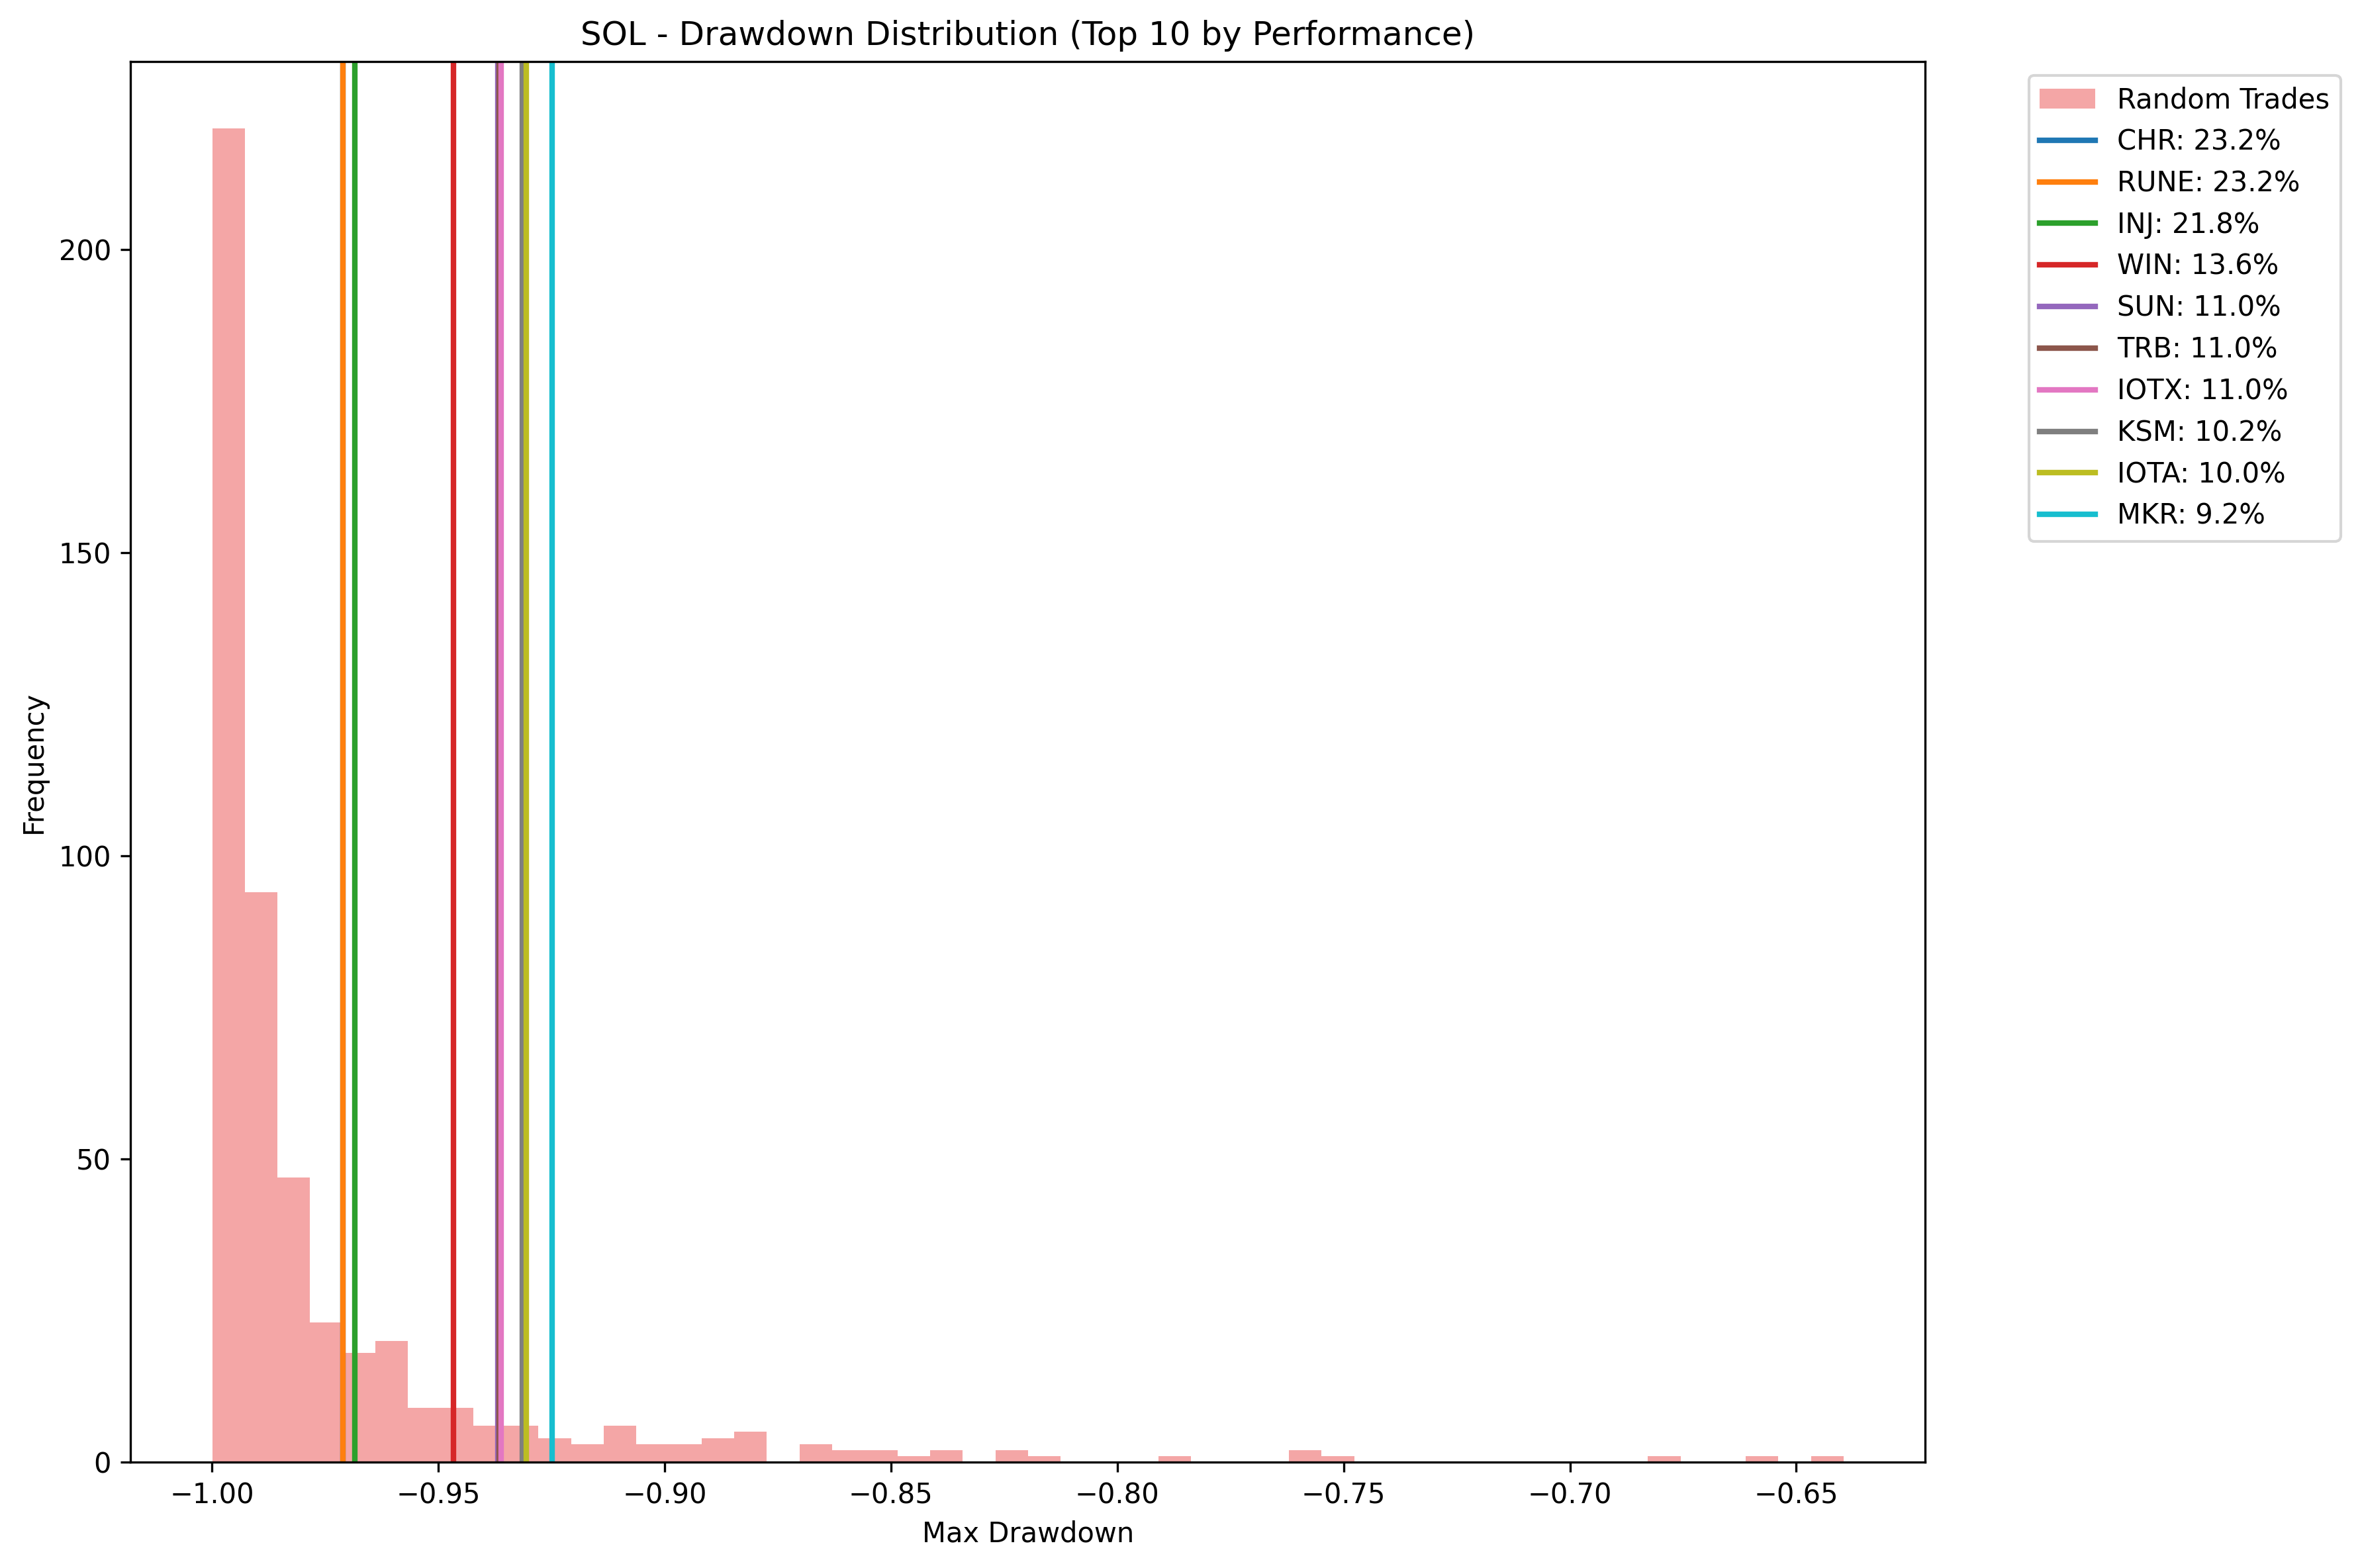 SOL - Drawdown Distribution (Top 10 by Performance)
Random Trades
CHR: 23.2%
RUNE: 23.2%
INJ: 21.8%
WIN: 13.6%
SUN: 11.0%
TRB: 11.0%
IOTX: 11.0%
KSM: 10.2%
IOTA: 10.0%
MKR: 9.2%
Frequency
200
150
100
50
0
−1.00 −0.95 −0.90 −0.85 −0.80 −0.75 −0.70 −0.65
Max Drawdown